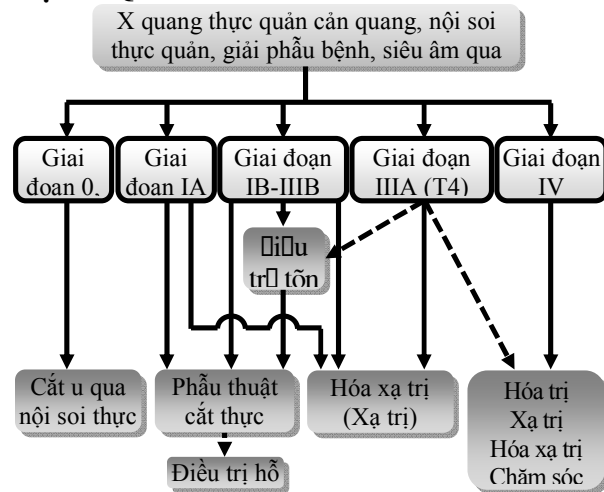 X quang thực quản cản quang, nội soi
thực quản, giải phẫu bệnh, siêu âm qua
Giai
đoạn 0,
Giai
đoạn IA
Giai đoạn
IB-IIIB
Giai đoạn
IIIA (T4)
Giai đoạn
IV
▯i▯u
tr▯ tõn
Cắt u qua
nội soi thực
Phẫu thuật
cắt thực
Hóa xạ trị
(Xạ trị)
Hóa trị
Xạ trị
Hóa xạ trị
Chăm sóc
Điều trị hỗ